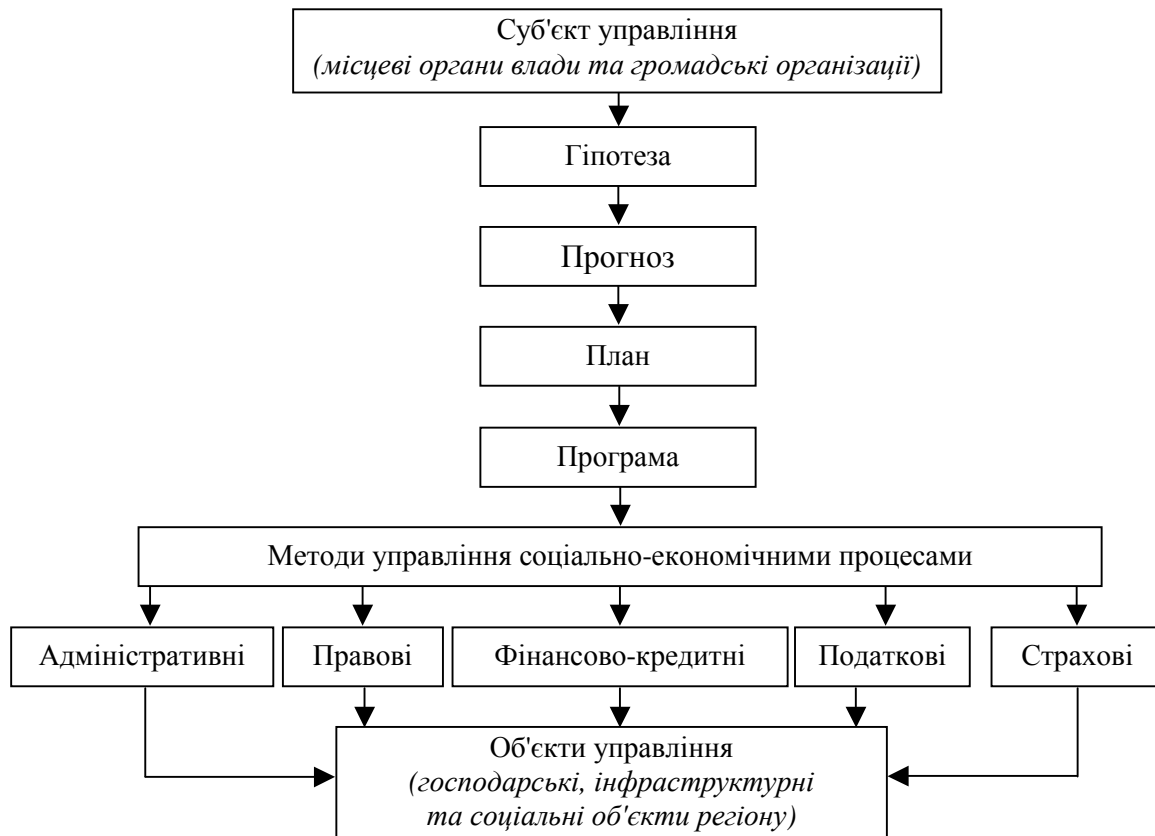 Суб'єкт управління
(місцеві органи влади та громадські організації)
Гіпотеза
Прогноз
План
Програма
Методи управління соціально-економічними процесами
Адміністративні
Правові
Фінансово-кредитні
Податкові
Страхові
Об'єкти управління
(господарські, інфраструктурні
та соціальні об'єкти регіону)